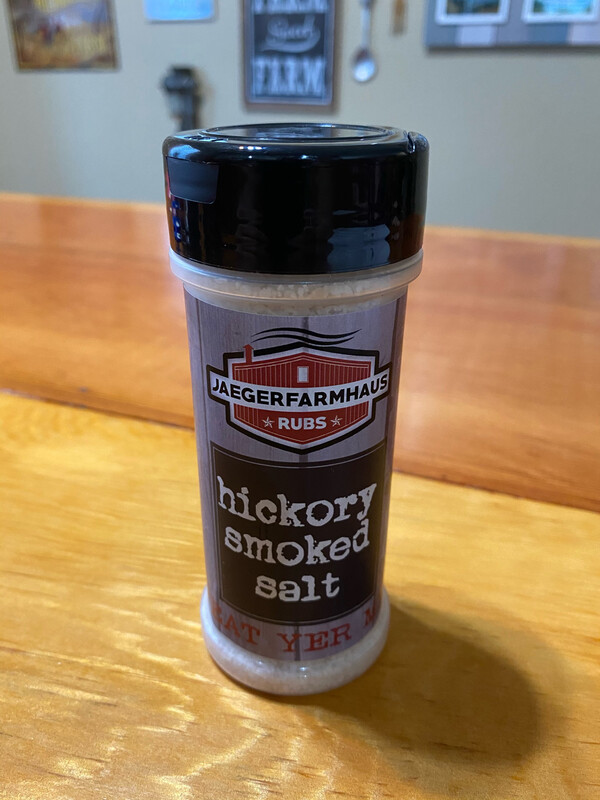 FARM
JAEGERFARMHAUS
RUBS
hickory
smoked
salt
EAT YER M